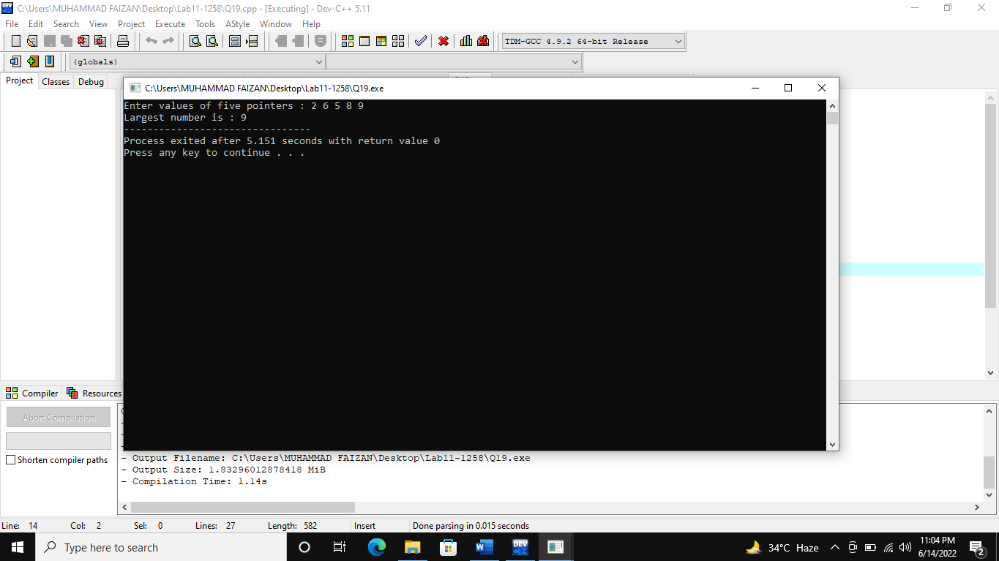 C:\Users\MUHAMMAD FAIZAN\Desktop\Lab11-1258\Q19.cpp - [Executing] - Dev-C++ 5.11
File Edit Search View Project Execute Tools AStyle Window Help
TDM-GCC 4.9.2 64-bit Release
(globals)
Project Classes Debug
C:\Users\MUHAMMAD FAIZAN\Desktop\Lab11-1258\Q19.exe
Enter values of five pointers : 2 6 5 8 9
Largest number is : 9
--------------------------------
Process exited after 5.151 seconds with return value 0
Press any key to continue . . .
Compiler Resources
Abort Compilation
Shorten compiler paths
- Output Filename: C:\Users\MUHAMMAD FAIZAN\Desktop\Lab11-1258\Q19.exe
- Output Size: 1.83296012878418 MiB
- Compilation Time: 1.14s
Line: 14 Col: 2 Sel: 0 Lines: 27 Length: 582 Insert Done parsing in 0.015 seconds
Type here to search
DEV C++
34°C Haze
11:04 PM
6/14/2022
2